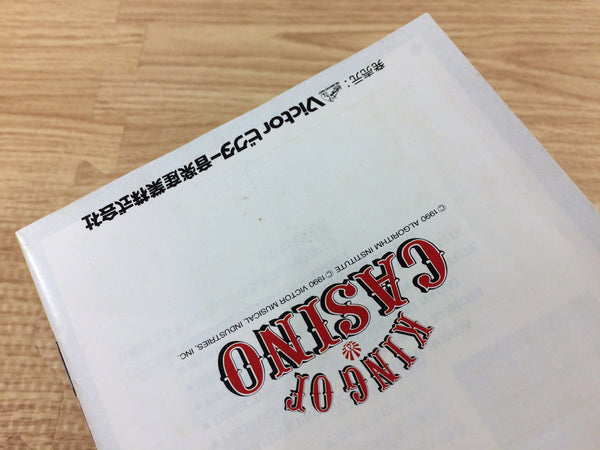 KING OF
CASINO
© 1990 ALGORITHM INSTITUTE © 1990 VICTOR MUSICAL INDUSTRIES, INC.
発売元: Victor ビクター音楽産業株式会社